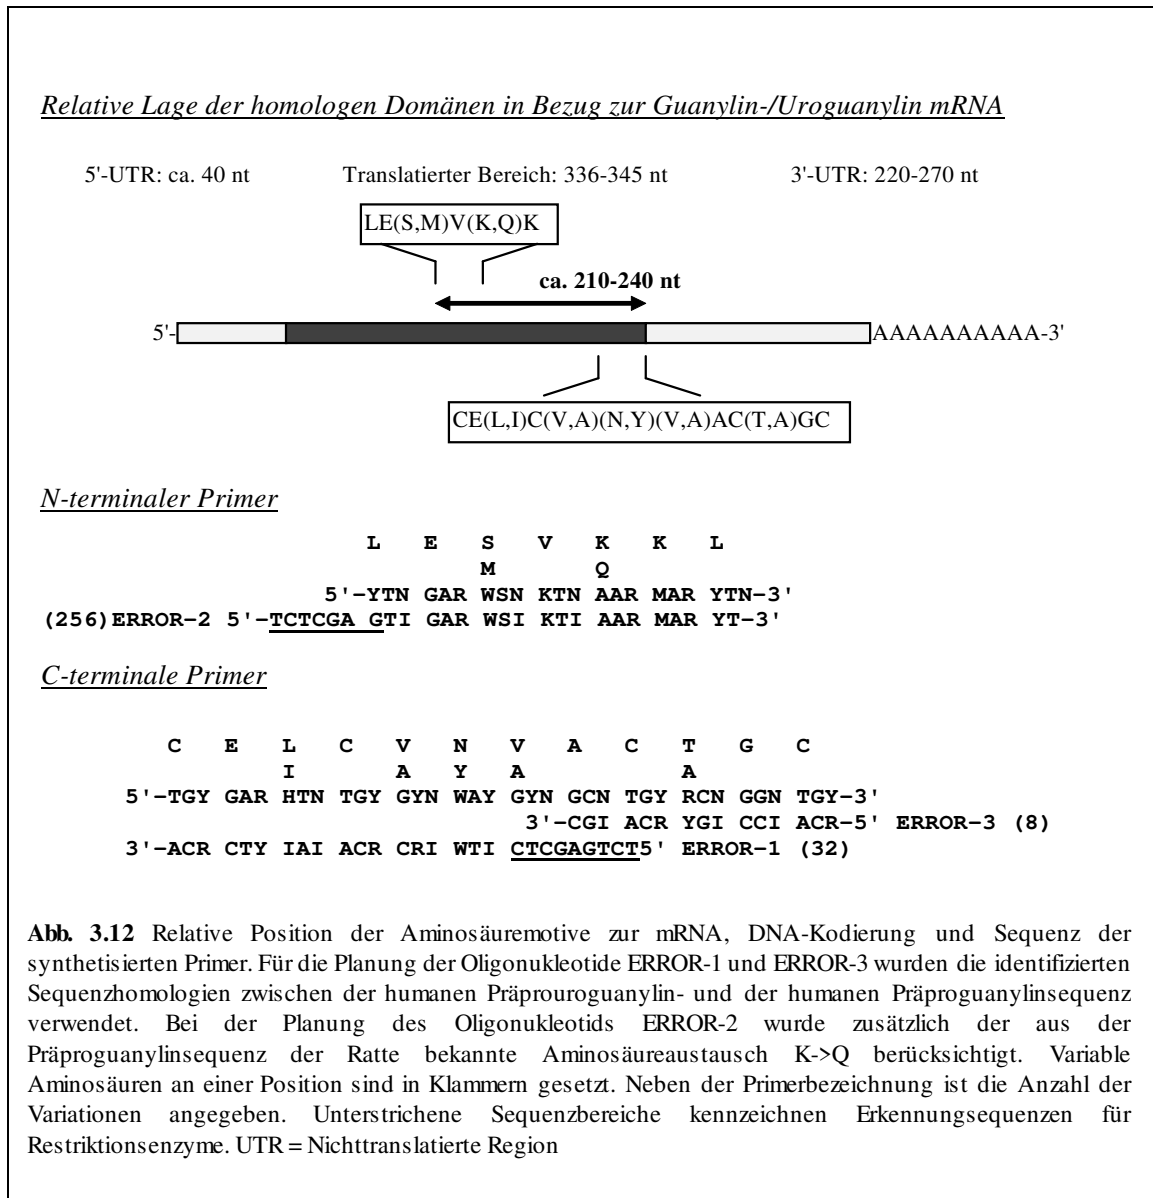 Relative Lage der homologen Domänen in Bezug zur Guanylin-/Uroguanylin mRNA
5'-UTR: ca. 40 nt Translatierter Bereich: 336-345 nt 3'-UTR: 220-270 nt
LE(S,M)V(K,Q)K
ca. 210-240 nt
5'- AAAAAAAAAA-3'
CE(L,I)C(V,A)(N,Y)(V,A)AC(T,A)GC
N-terminaler Primer
L E S V K K L
M Q
5'-YTN GAR WSN KTN AAR MAR YTN-3'
(256)ERROR-2 5'-TCTCGA GTI GAR WSI KTI AAR MAR YT-3'
C-terminale Primer
C E L C V N V A C T G C
I A Y A A
5'-TGY GAR HTN TGY GYN WAY GYN GCN TGY RCN GGN TGY-3'
3'-CGI ACR YGI CCI ACR-5' ERROR-3 (8)
3'-ACR CTY IAI ACR CRI WTI CTCGAGTCT5' ERROR-1 (32)
Abb. 3.12 Relative Position der Aminosäuremotive zur mRNA, DNA-Kodierung und Sequenz der
synthetisierten Primer. Für die Planung der Oligonukleotide ERROR-1 und ERROR-3 wurden die identifizierten
Sequenzhomologien zwischen der humanen Präprouroguanylin- und der humanen Präproguanylinsequenz
verwendet. Bei der Planung des Oligonukleotids ERROR-2 wurde zusätzlich der aus der
Präproguanylinsequenz der Ratte bekannte Aminosäureaustausch K->Q berücksichtigt. Variable
Aminosäuren an einer Position sind in Klammern gesetzt. Neben der Primerbezeichnung ist die Anzahl der
Variationen angegeben. Unterstrichene Sequenzbereiche kennzeichnen Erkennungsequenzen für
Restriktionsenzyme. UTR = Nichttranslatierte Region